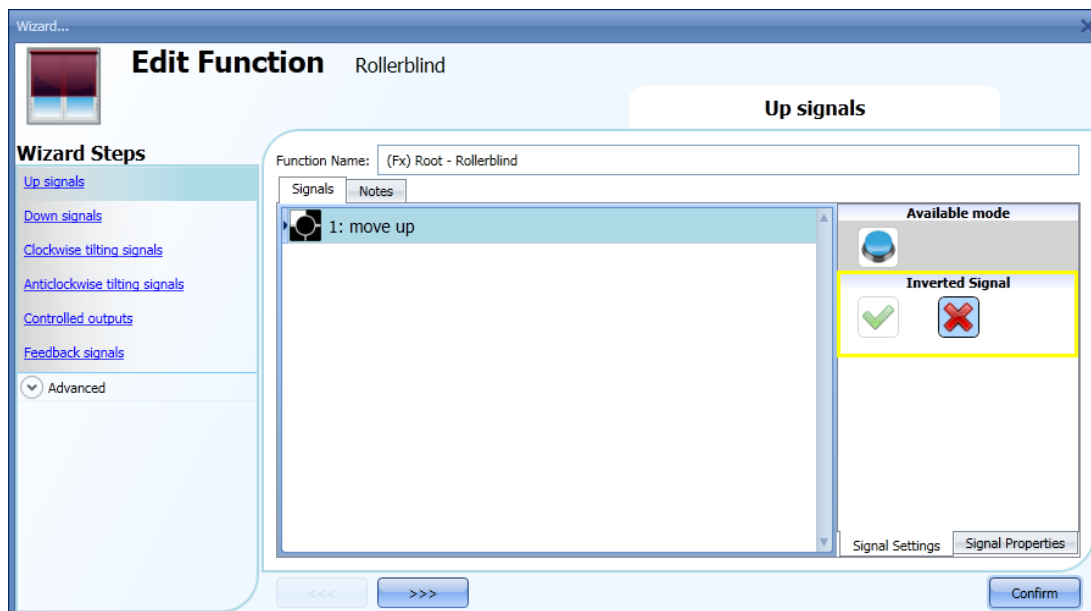 Wizard...
Edit Function Rollerblind
Up signals
Wizard Steps
Up signals
Down signals
Clockwise tilting signals
Anticlockwise tilting signals
Controlled outputs
Feedback signals
Advanced
Function Name: (Fx) Root - Rollerblind
Signals Notes
1: move up
Available mode
Inverted Signal
Signal Settings Signal Properties
<<< >>> Confirm